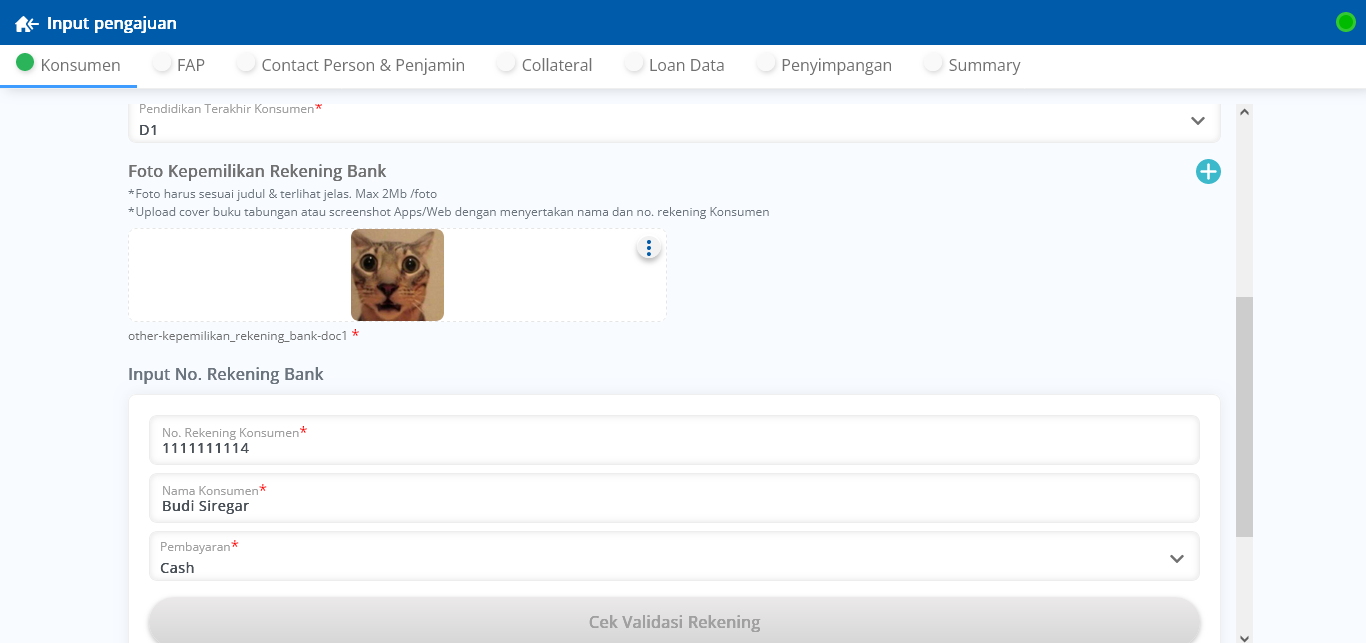 Input pengajuan
Konsumen FAP Contact Person & Penjamin Collateral Loan Data Penyimpangan Summary
Pendidikan Terakhir Konsumen*
D1
Foto Kepemilikan Rekening Bank
*Foto harus sesuai judul & terlihat jelas. Max 2Mb /foto
*Upload cover buku tabungan atau screenshot Apps/Web dengan menyertakan nama dan no. rekening Konsumen
other-kepemilikan_rekening_bank-doc1 *
Input No. Rekening Bank
No. Rekening Konsumen*
1111111114
Nama Konsumen*
Budi Siregar
Pembayaran*
Cash
Cek Validasi Rekening